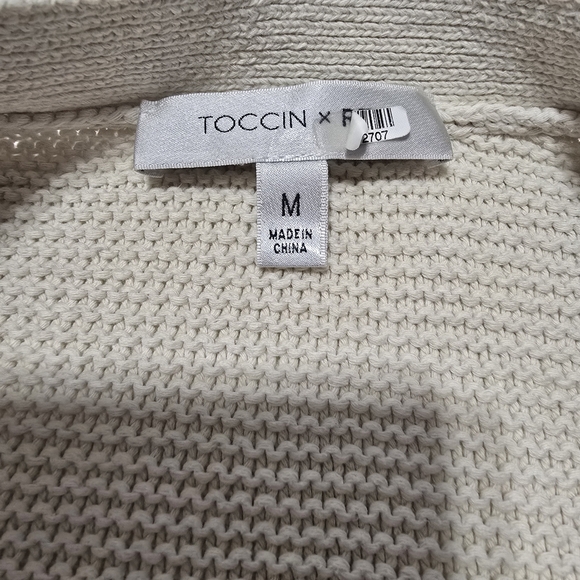 TOCCIN ×
2707
M
MADE IN
CHINA